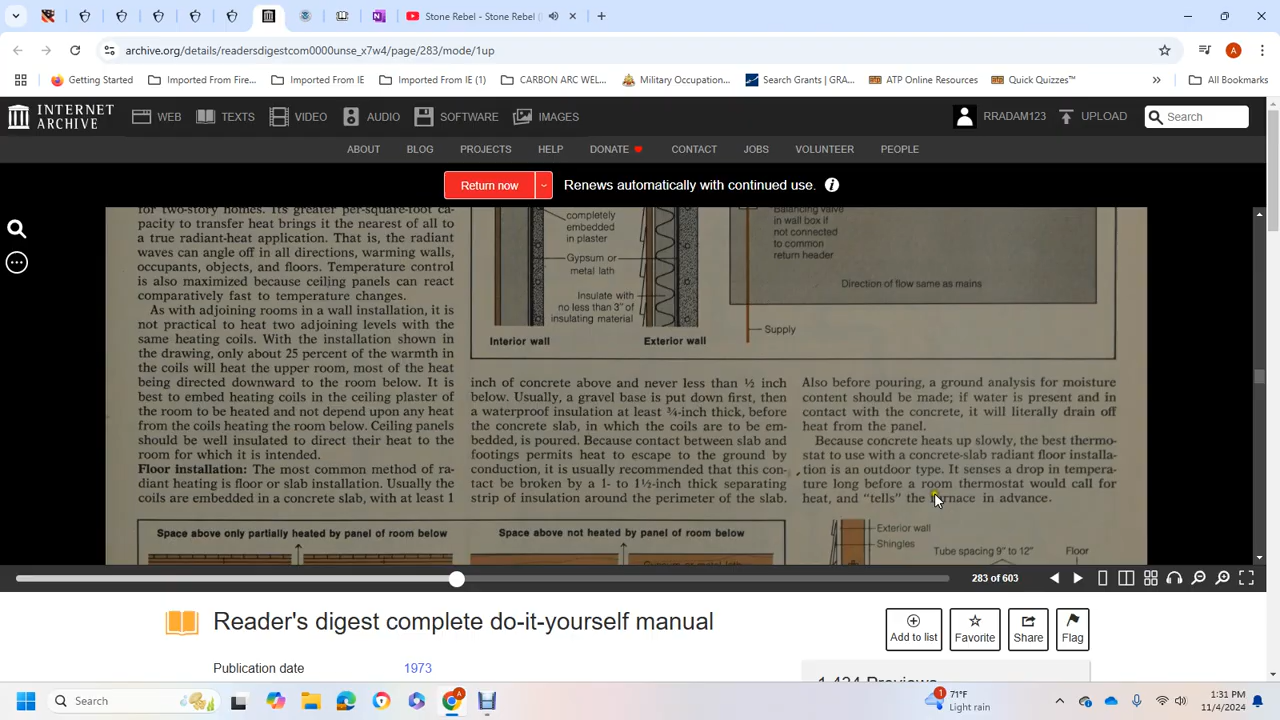 Stone Rebel - Stone Rebel
archive.org/details/readersdigestcom0000unse_x7w4/page/283/mode/1up
A
Getting Started
Imported From Fire...
Imported From IE
Imported From IE (1)
CARBON ARC WEL...
Military Occupation...
Search Grants | GRA...
ATP Online Resources
Quick Quizzes™
»
All Bookmarks
INTERNET
ARCHIVE
WEB
TEXTS
VIDEO
AUDIO
SOFTWARE
IMAGES
RRADAM123
UPLOAD
Search
ABOUT
BLOG
PROJECTS
HELP
DONATE
CONTACT
JOBS
VOLUNTEER
PEOPLE
Return now
Renews automatically with continued use.
for two-story homes. Its greater per-square-foot ca-
pacity to transfer heat brings it the nearest of all to
a true radiant-heat application. That is, the radiant
waves can angle off in all directions, warming walls,
occupants, objects, and floors. Temperature control
is also maximized because ceiling panels can react
comparatively fast to temperature changes.
As with adjoining rooms in a wall installation, it is
not practical to heat two adjoining levels with the
same heating coils. With the installation shown in
the drawing, only about 25 percent of the warmth in
the coils will heat the upper room, most of the heat
being directed downward to the room below. It is
best to embed heating coils in the ceiling plaster of
the room to be heated and not depend upon any heat
from the coils heating the room below. Ceiling panels
should be well insulated to direct their heat to the
room for which it is intended.
Floor installation: The most common method of ra-
diant heating is floor or slab installation. Usually the
coils are embedded in a concrete slab, with at least 1
completely
embedded
in plaster
Gypsum or
metal lath
Insulate with
no less than 3" of
insulating material
Interior wall
Exterior wall
Balancing valve
in wall box if
not connected
to common
return header
Direction of flow same as mains
Supply
inch of concrete above and never less than ½ inch
below. Usually, a gravel base is put down first, then
a waterproof insulation at least ¾-inch thick, before
the concrete slab, in which the coils are to be em-
bedded, is poured. Because contact between slab and
footings permits heat to escape to the ground by
conduction, it is usually recommended that this con-
tact be broken by a 1- to 1½-inch thick separating
strip of insulation around the perimeter of the slab.
Also before pouring, a ground analysis for moisture
content should be made; if water is present and in
contact with the concrete, it will literally drain off
heat from the panel.
Because concrete heats up slowly, the best thermo-
stat to use with a concrete-slab radiant floor installa-
tion is an outdoor type. It senses a drop in tempera-
ture long before a room thermostat would call for
heat, and "tells" the furnace in advance.
Space above only partially heated by panel of room below
Space above not heated by panel of room below
Exterior wall
Shingles
Tube spacing 9" to 12"
Floor
283 of 603
Reader's digest complete do-it-yourself manual
Add to list
Favorite
Share
Flag
Publication date
1973
1,434 Previews
Search
1
71°F
Light rain
1:31 PM
11/4/2024